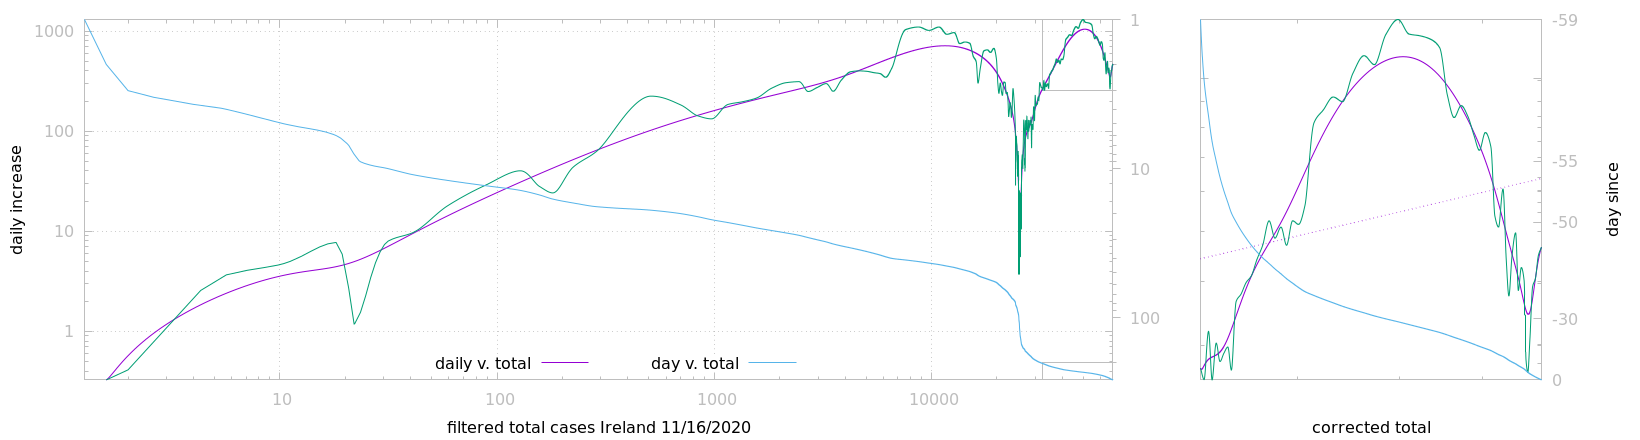 1000
100
10
1
daily increase
10
100
1000
10000
filtered total cases Ireland 11/16/2020
daily v. total
day v. total
1
10
100
corrected total
-59
-55
-50
-30
0
day since